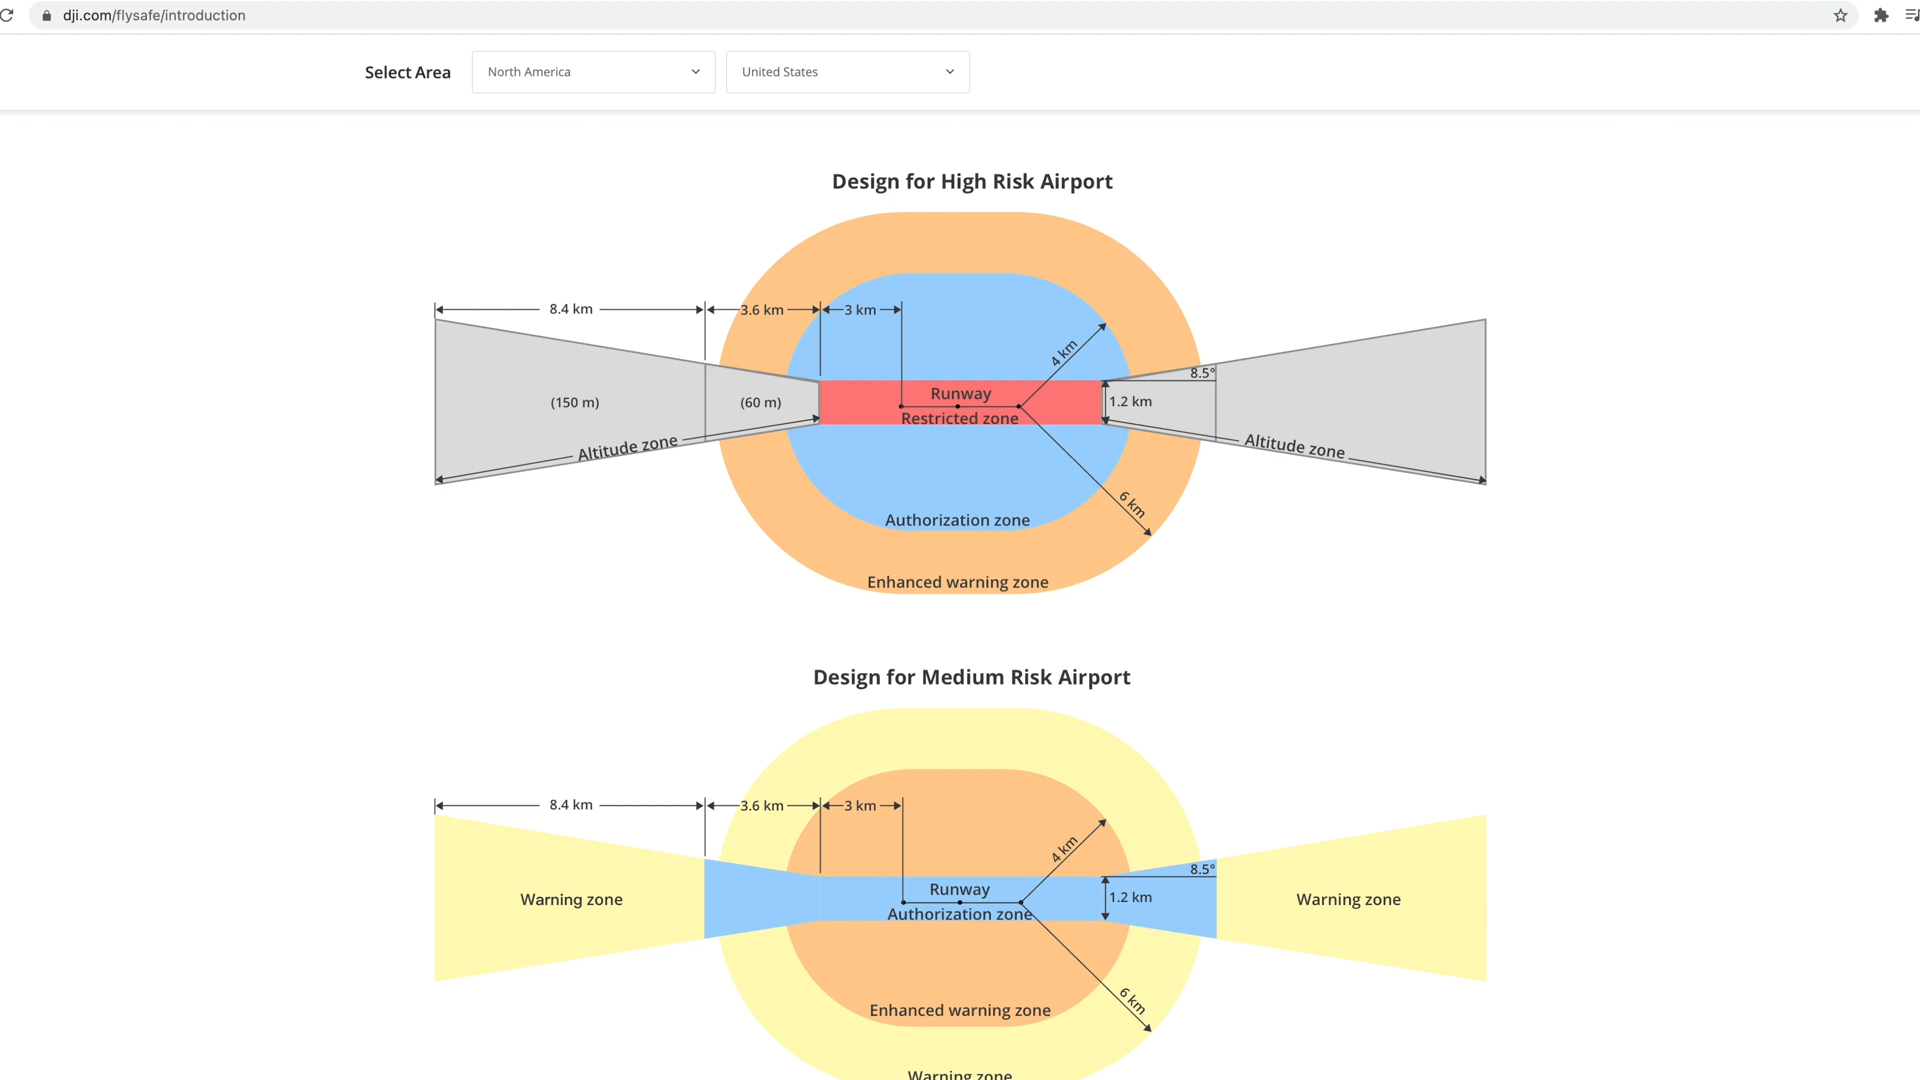 dji.com/flysafe/introduction
Select Area
North America
United States
Design for High Risk Airport
8.4 km
3.6 km
3 km
4 km
8.5°
(150 m)
(60 m)
Runway
1.2 km
Restricted zone
Altitude zone
Altitude zone
6 km
Authorization zone
Enhanced warning zone
Design for Medium Risk Airport
8.4 km
3.6 km
3 km
4 km
8.5°
Warning zone
Runway
1.2 km
Warning zone
Authorization zone
6 km
Enhanced warning zone
Warning zone